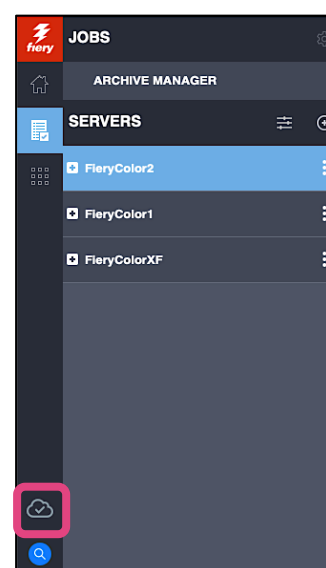 fiery
JOBS
ARCHIVE MANAGER
SERVERS
FieryColor2
FieryColor1
FieryColorXF